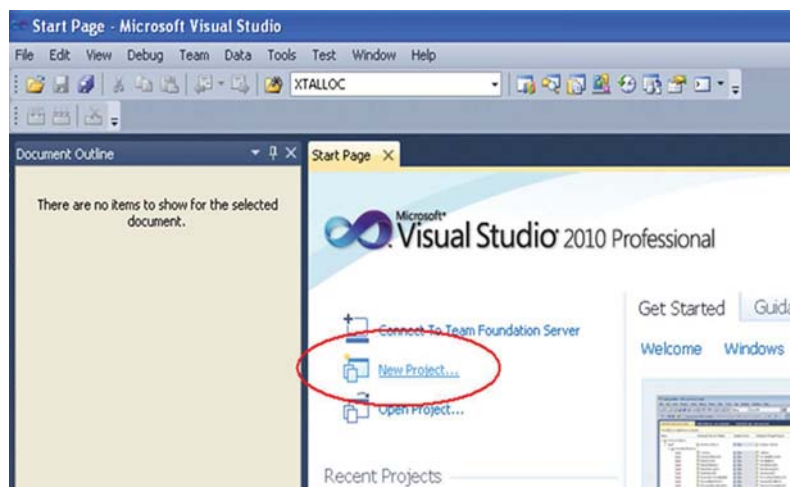 Start Page - Microsoft Visual Studio
File Edit View Debug Team Data Tools Test Window Help
XTALLOC
Document Outline
Start Page
There are no items to show for the selected
document.
Microsoft®
Visual Studio® 2010 Professional
Connect To Team Foundation Server
New Project...
Open Project...
Recent Projects
Get Started
Welcome Windows